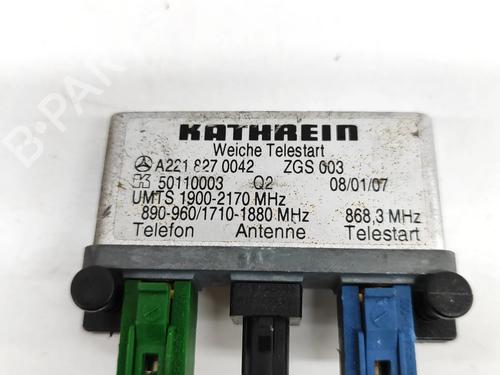 KATHREIN
Weiche Telestart
A221 827 0042 ZGS 003
K 50110003 Q2 08/01/07
UMTS 1900-2170 MHz
890-960/1710-1880 MHz 868,3 MHz
Telefon Antenne Telestart
B-PARTS